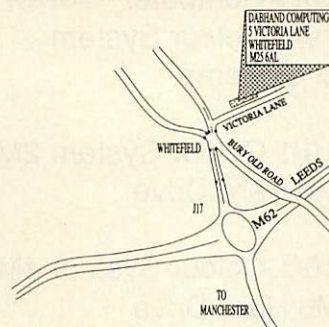 DABHAND COMPUTING
5 VICTORIA LANE
WHITEFIELD
M25 6AL
VICTORIA LANE
WHITEFIELD
BURY OLD ROAD
LEEDS
J17
M62
TO
MANCHESTER